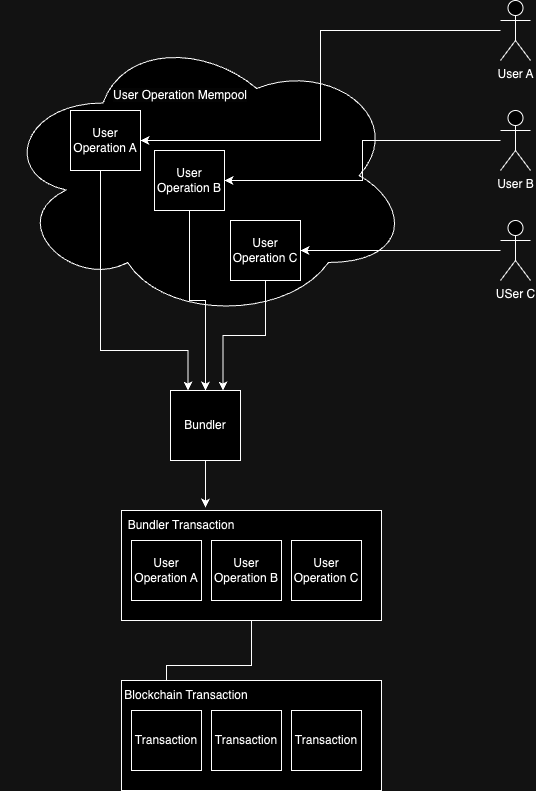 User A
User Operation Mempool
User
Operation A
User
Operation B
User B
User
Operation C
USer C
Bundler
Bundler Transaction
User
Operation A
User
Operation B
User
Operation C
Blockchain Transaction
Transaction
Transaction
Transaction